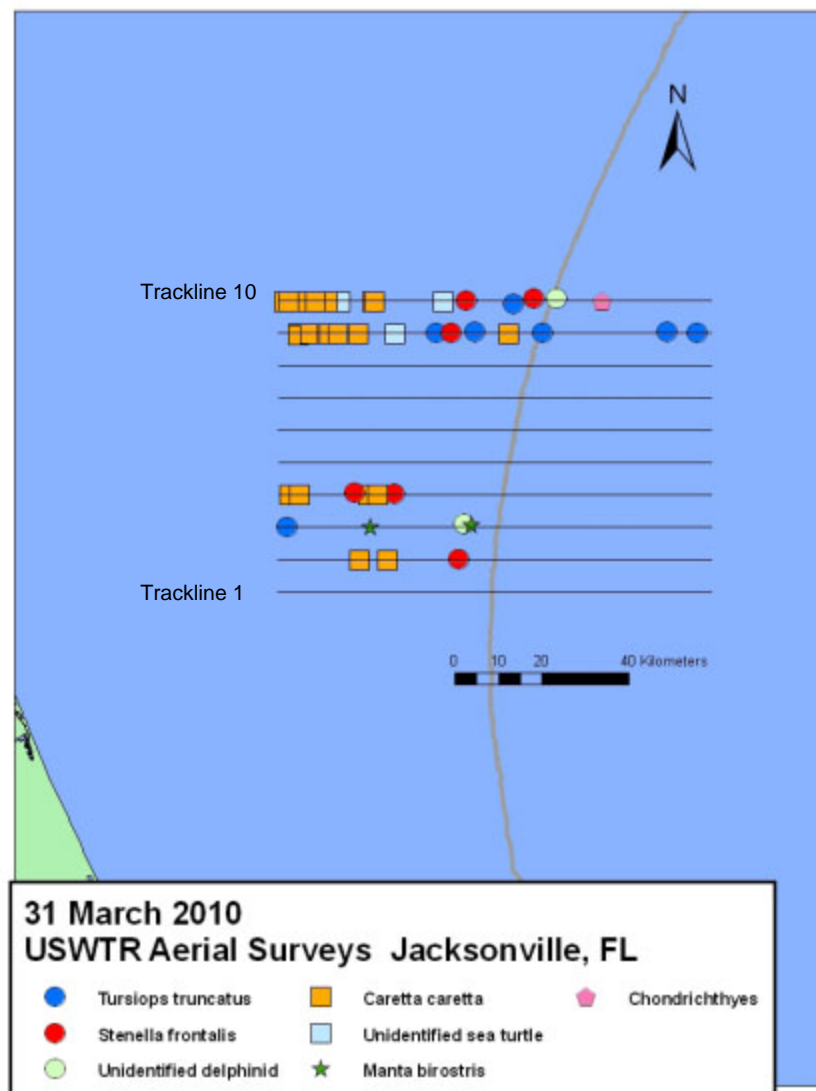 N
Trackline 10
Trackline 1
0 10 20 40 Kilometers
31 March 2010
USWTR Aerial Surveys Jacksonville, FL
Tursiops truncatus
Caretta caretta
Chondrichthyes
Stenella frontalis
Unidentified sea turtle
Unidentified delphinid
Manta birostris